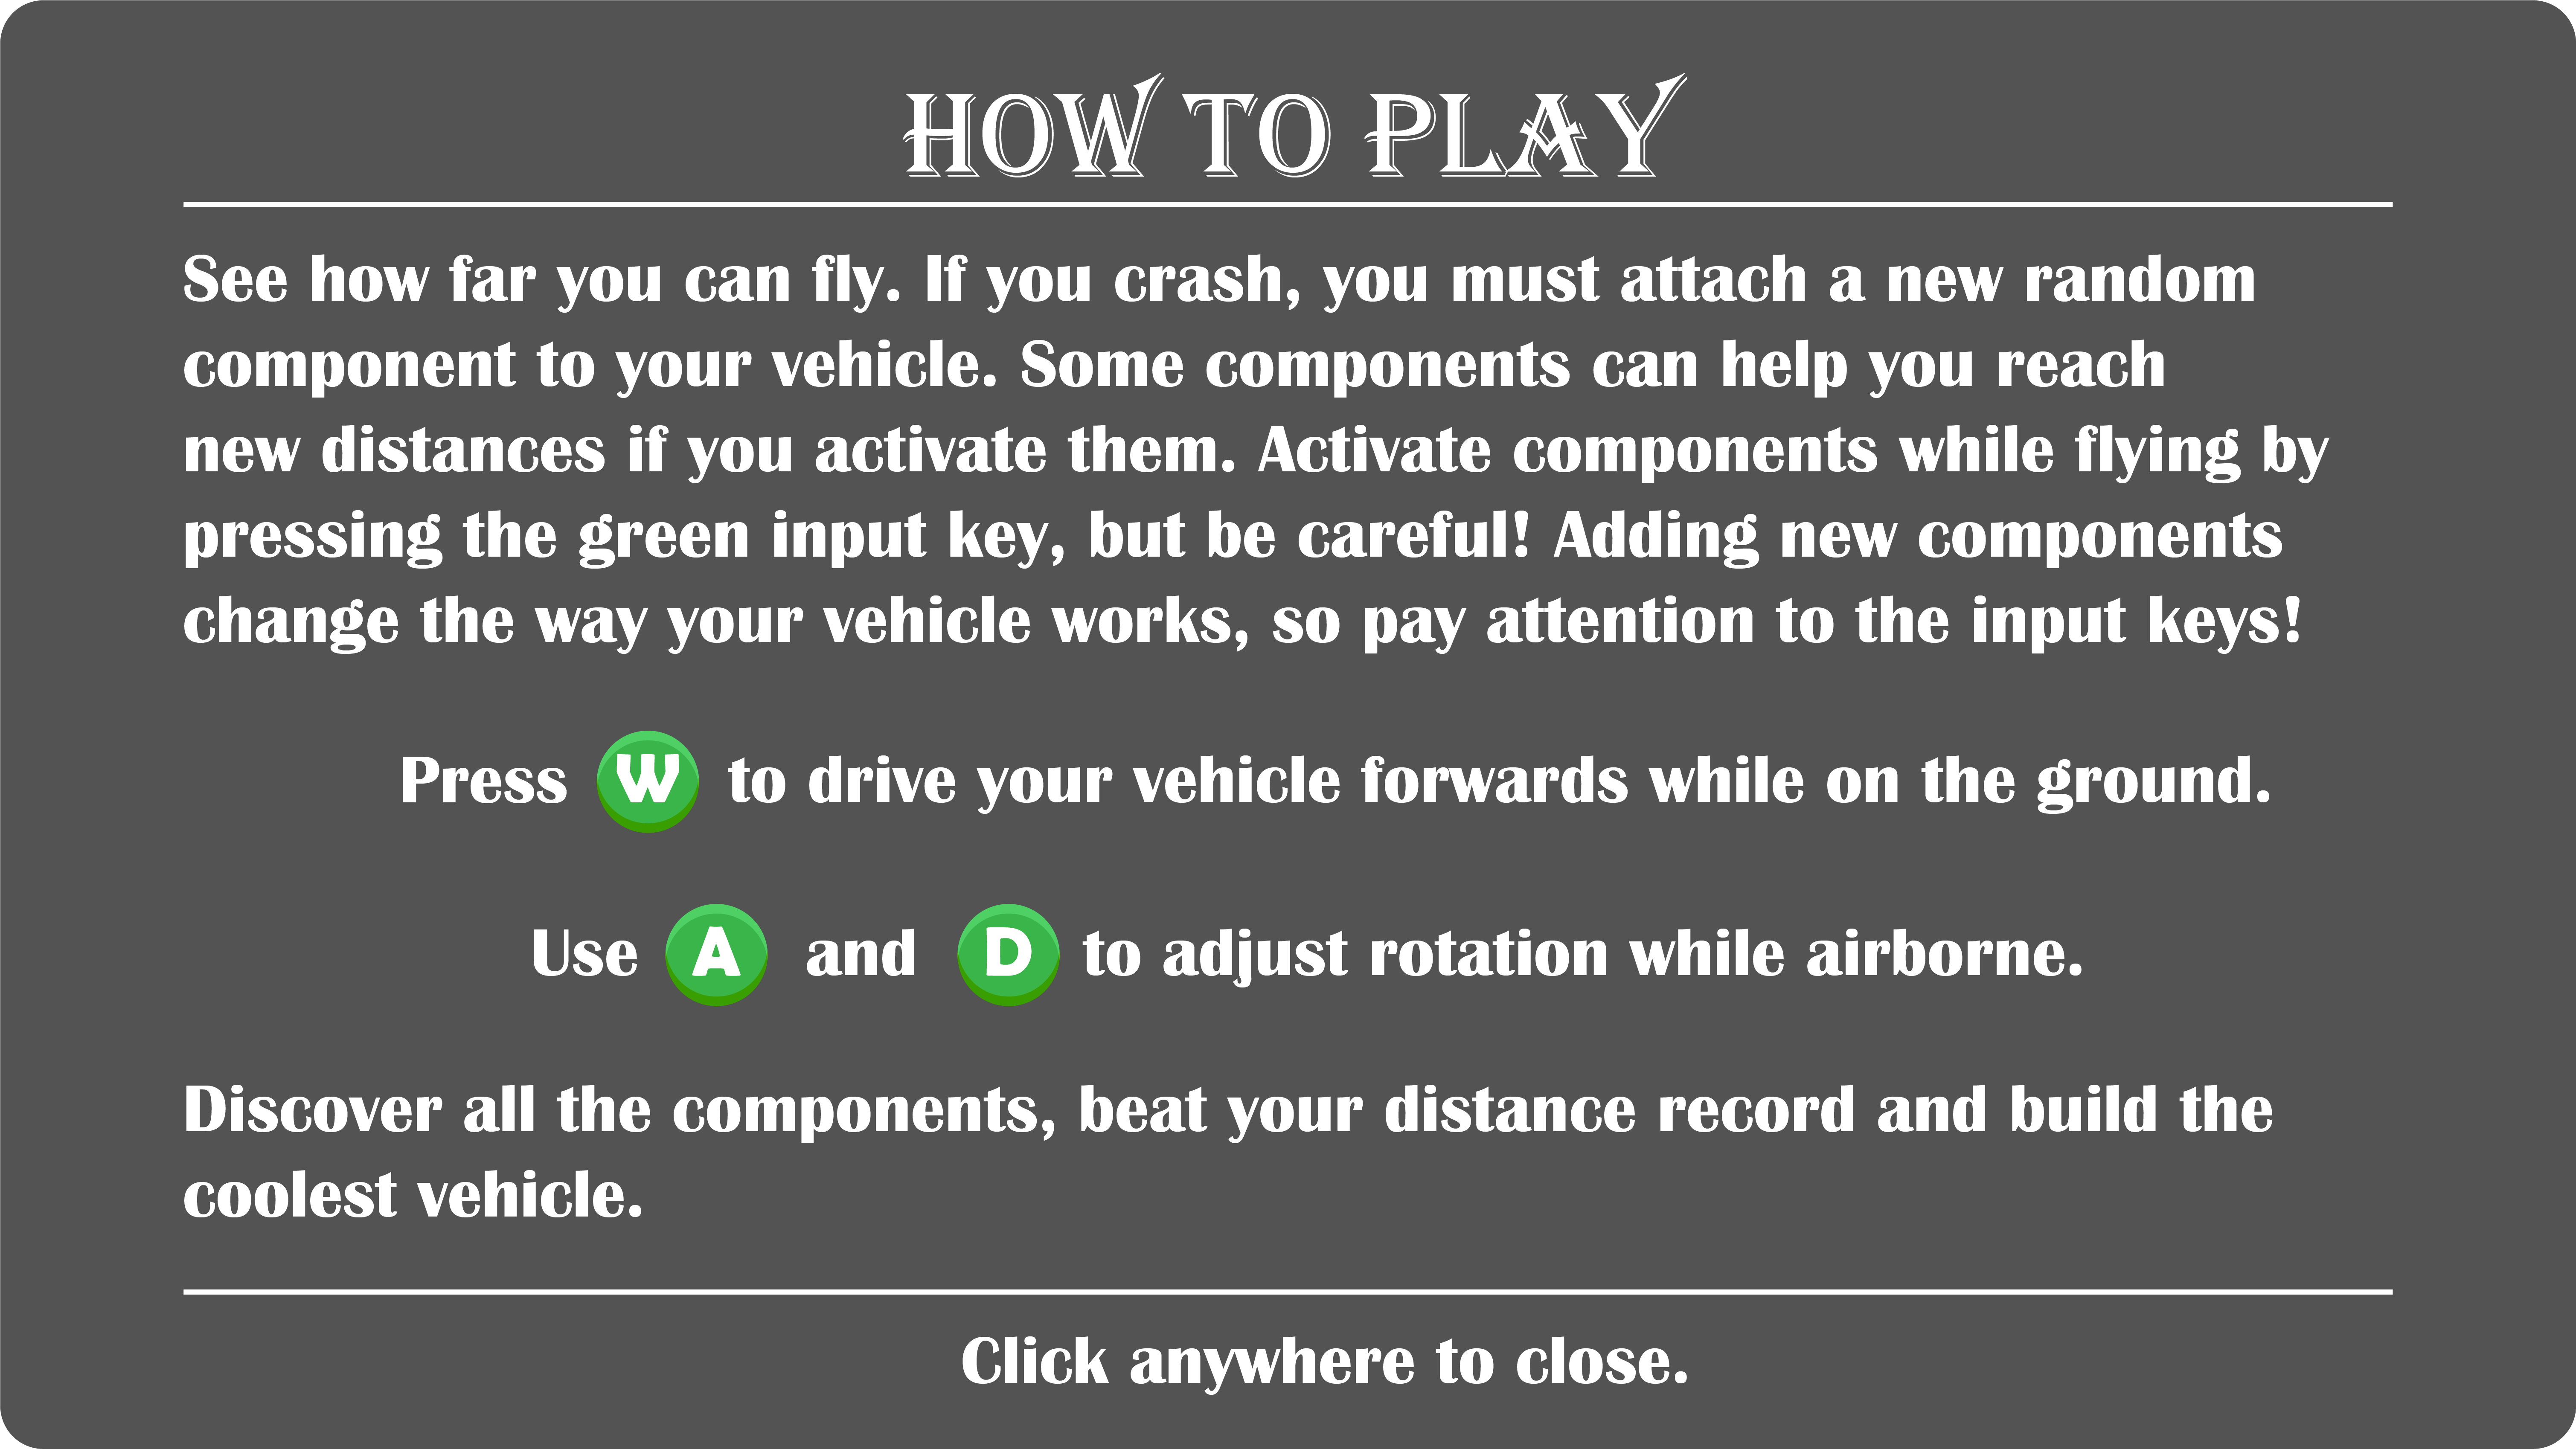 HOW TO PLAY
See how far you can fly. If you crash, you must attach a new random
component to your vehicle. Some components can help you reach
new distances if you activate them. Activate components while flying by
pressing the green input key, but be careful! Adding new components
change the way your vehicle works, so pay attention to the input keys!
Press W to drive your vehicle forwards while on the ground.
Use A and D to adjust rotation while airborne.
Discover all the components, beat your distance record and build the
coolest vehicle.
Click anywhere to close.